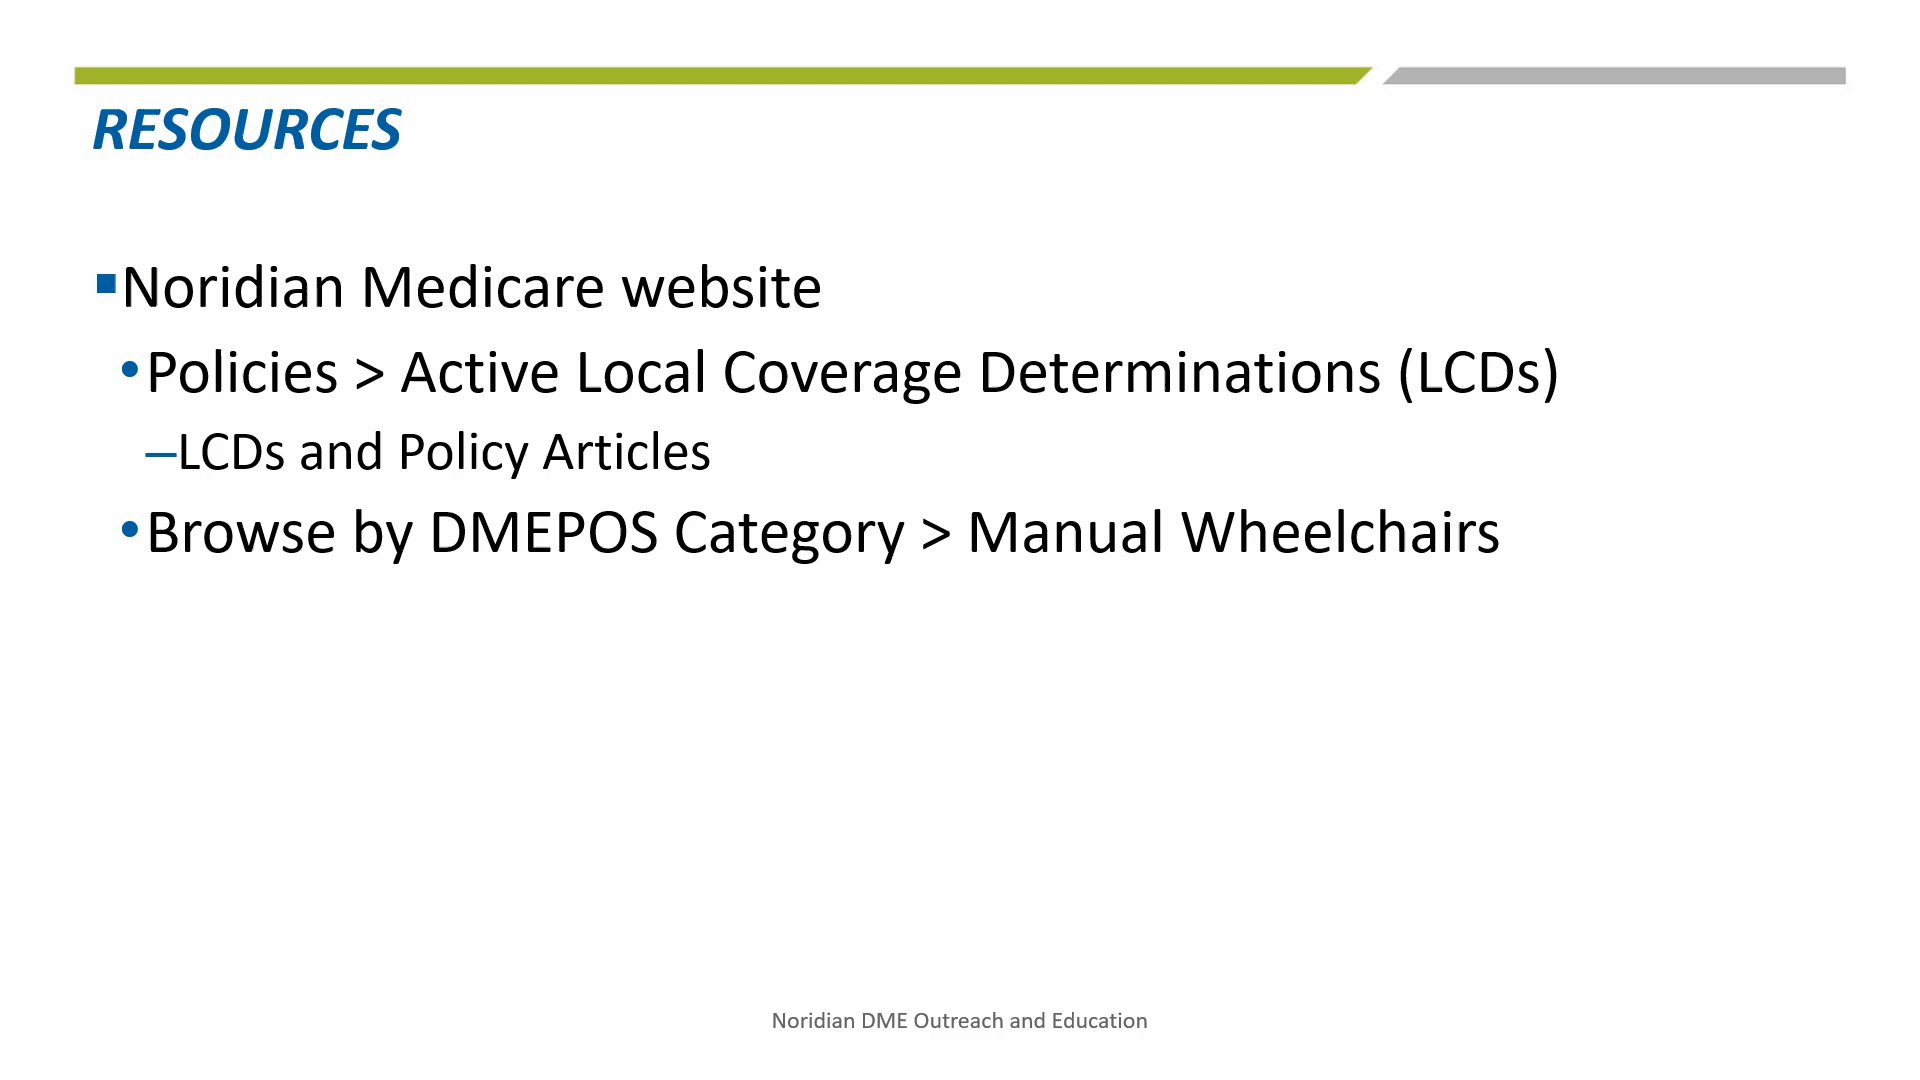 RESOURCES
▪Noridian Medicare website
•Policies > Active Local Coverage Determinations (LCDs)
–LCDs and Policy Articles
•Browse by DMEPOS Category > Manual Wheelchairs
Noridian DME Outreach and Education